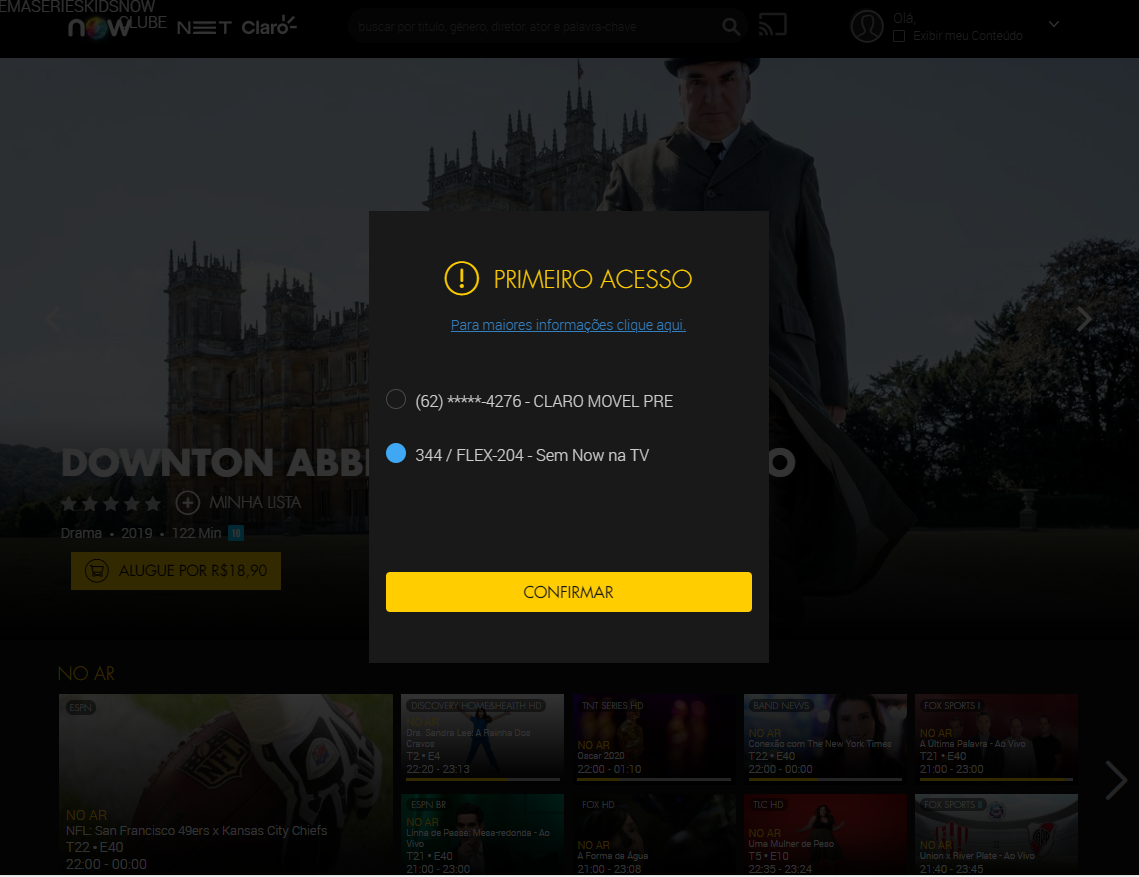 EMASERIESKIDSNOW
CLUBE
now NET Claro
buscar por título, gênero, diretor, ator e palavra-chave
Olá,
Exibir meu Conteúdo
PRIMEIRO ACESSO
Para maiores informações clique aqui.
(62) *****-4276 - CLARO MOVEL PRE
344 / FLEX-204 - Sem Now na TV
CONFIRMAR
DOWNTON ABB
O
MINHA LISTA
Drama • 2019 • 122 Min 10
ALUGUE POR R$18,90
NO AR
ESPN
NO AR
NFL: San Francisco 49ers x Kansas City Chiefs
T22 • E40
22:00 - 00:00
DISCOVERY HOME&HEALTH HD
NO AR
Dra. Sandra Lee: A Rainha Dos
Cravos
T2 • E4
22:20 - 23:13
TNT SERIES HD
NO AR
Oscar 2020
22:00 - 01:10
BAND NEWS
NO AR
Conexão com The New York Times
T22 • E40
22:00 - 00:00
FOX SPORTS I
NO AR
A Última Palavra - Ao Vivo
T21 • E40
21:00 - 23:00
ESPN BR
NO AR
Linha de Passe: Mesa-redonda - Ao
Vivo
T21 • E40
21:00 - 23:00
FOX HD
NO AR
A Forma da Água
21:00 - 23:08
TLC HD
NO AR
Uma Mulher de Peso
T5 • E10
22:35 - 23:24
FOX SPORTS II
NO AR
Union x River Plate - Ao Vivo
21:40 - 23:45